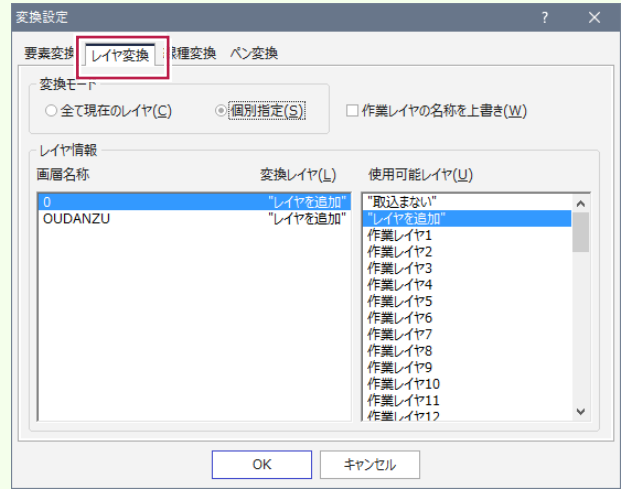 変換設定
要素変換 レイヤ変換 線種変換 ペン変換
変換モード
全て現在のレイヤ(C) 個別指定(S) 作業レイヤの名称を上書き(W)
レイヤ情報
画層名称 変換レイヤ(L) 使用可能レイヤ(U)
0 "レイヤを追加"
OUDANZU "レイヤを追加"
"取込まない"
"レイヤを追加"
作業レイヤ1
作業レイヤ2
作業レイヤ3
作業レイヤ4
作業レイヤ5
作業レイヤ6
作業レイヤ7
作業レイヤ8
作業レイヤ9
作業レイヤ10
作業レイヤ11
作業レイヤ12
OK キャンセル